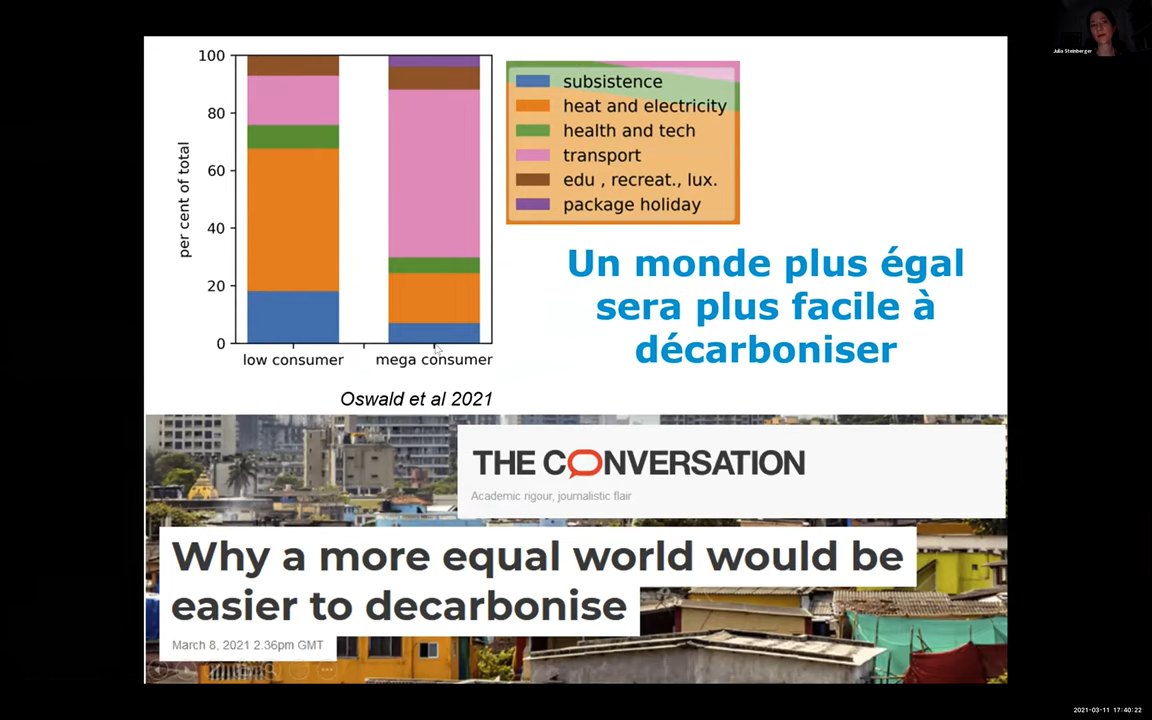 Julia Steinberger
100
80
60
40
20
0
per cent of total
low consumer
mega consumer
subsistence
heat and electricity
health and tech
transport
edu , recreat., lux.
package holiday
Un monde plus égal
sera plus facile à
décarboniser
Oswald et al 2021
THE CONVERSATION
Academic rigour, journalistic flair
Why a more equal world would be
easier to decarbonise
March 8, 2021 2.36pm GMT
2021-03-11 17:40:22